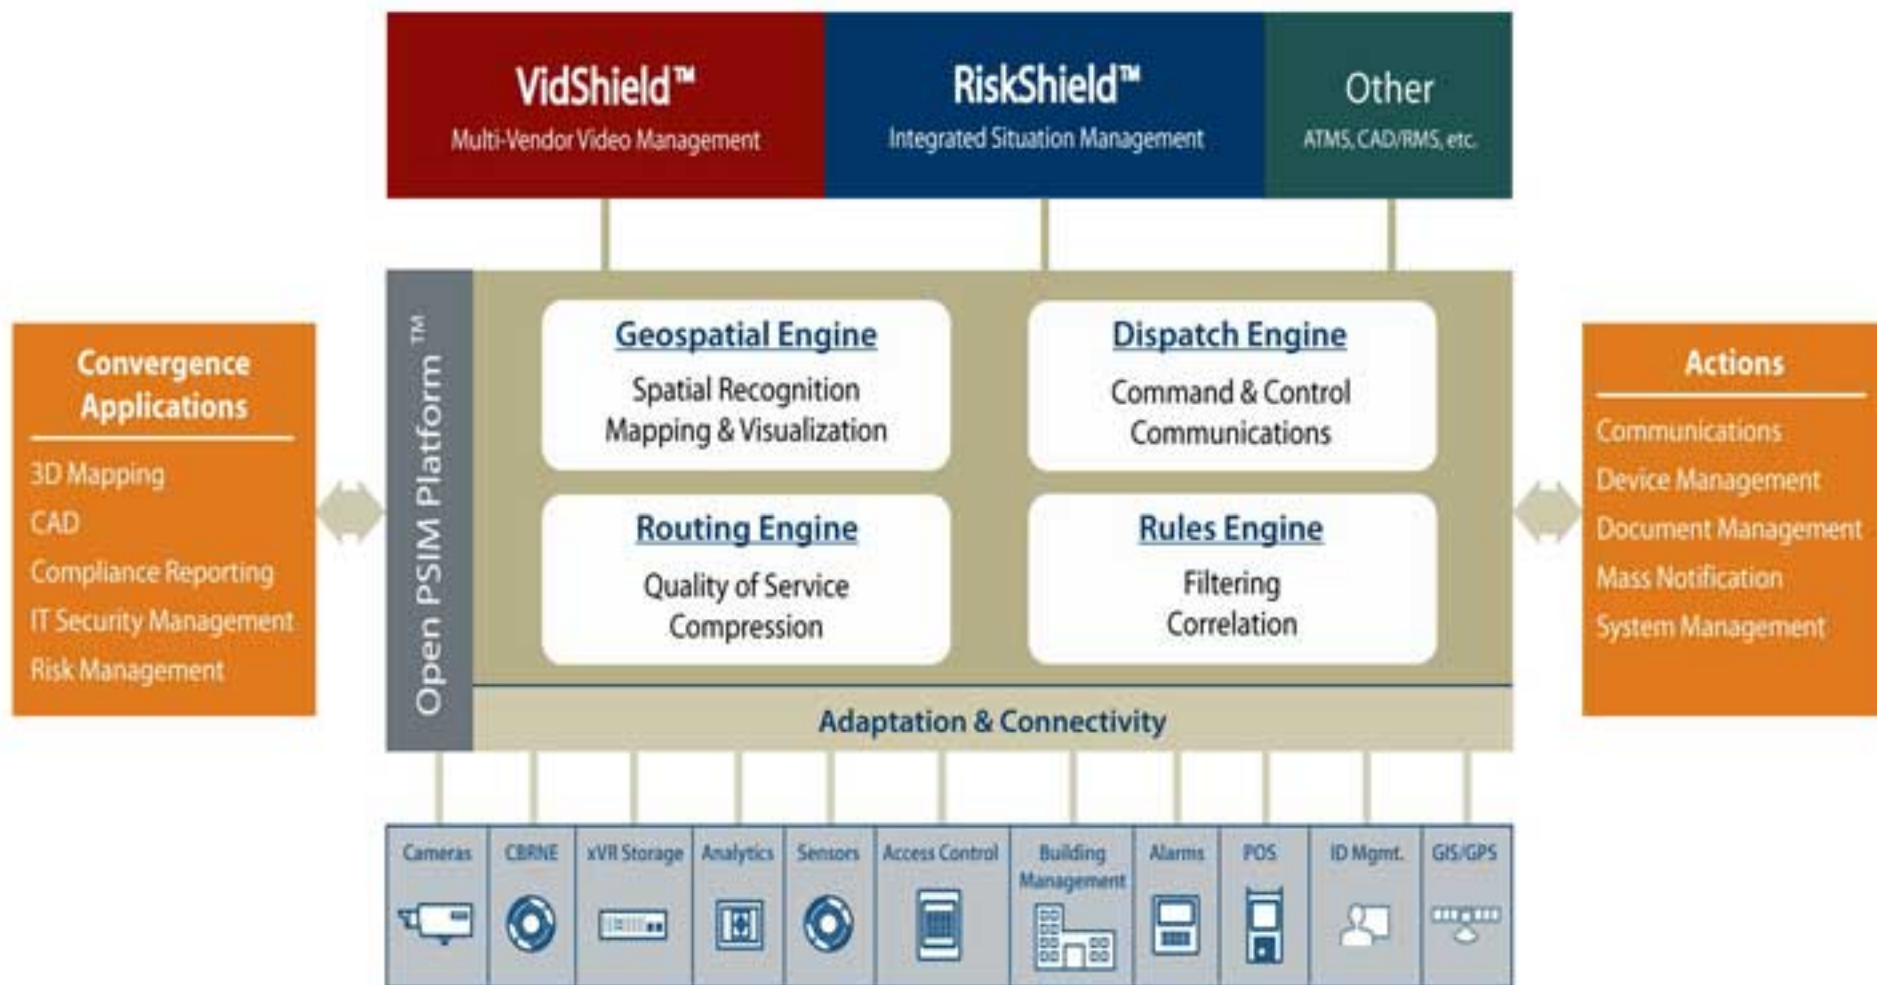 VidShield™
Multi-Vendor Video Management
RiskShield™
Integrated Situation Management
Other
ATMS, CAD/RMS, etc.
Convergence
Applications
3D Mapping
CAD
Compliance Reporting
IT Security Management
Risk Management
Open PSIM Platform™
Geospatial Engine
Spatial Recognition
Mapping & Visualization
Dispatch Engine
Command & Control
Communications
Routing Engine
Quality of Service
Compression
Rules Engine
Filtering
Correlation
Adaptation & Connectivity
Actions
Communications
Device Management
Document Management
Mass Notification
System Management
Cameras
CBRNE
xVR Storage
Analytics
Sensors
Access Control
Building
Management
Alarms
POS
ID Mgmt.
GIS/GPS